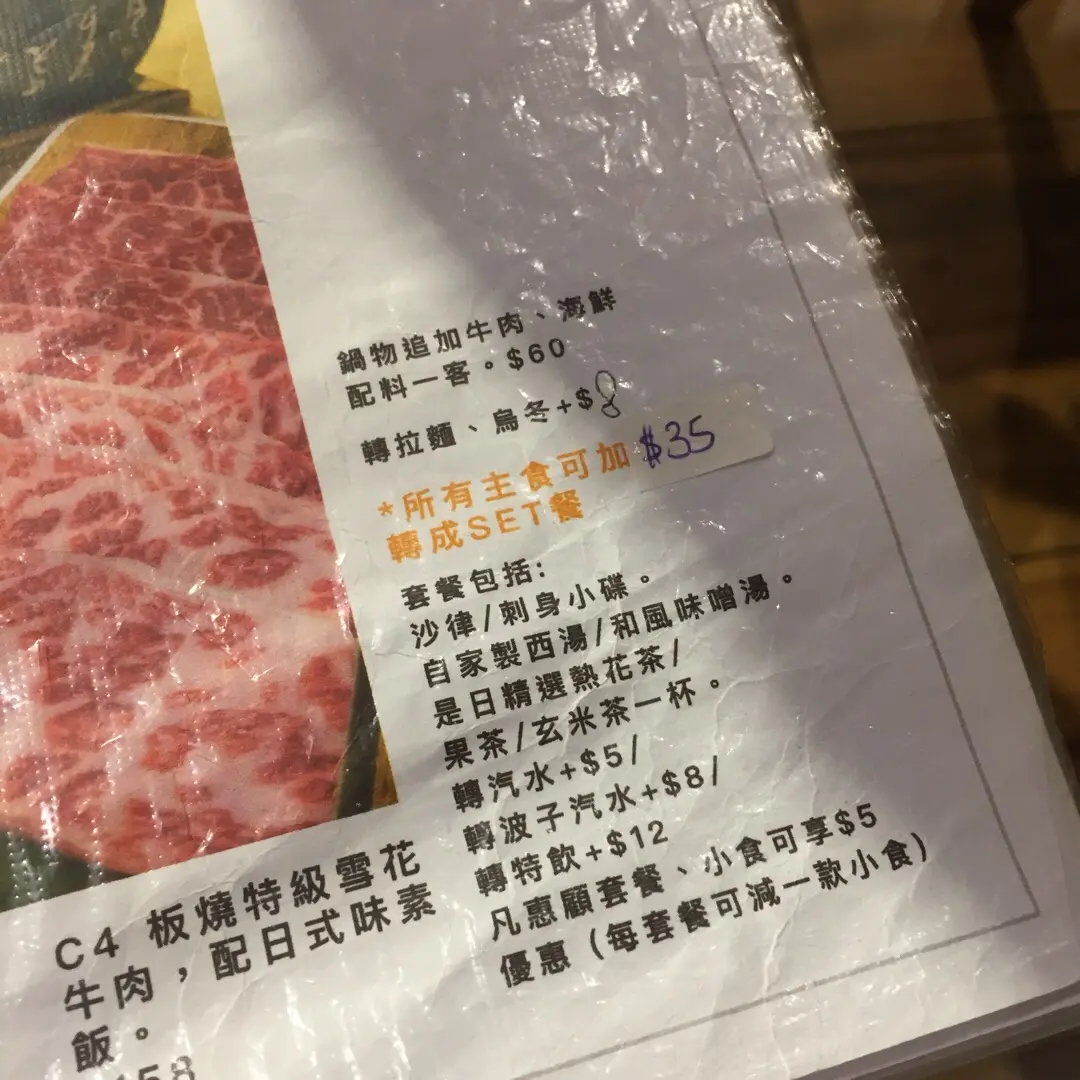 鍋物追加牛肉、海鮮
配料一客。$60
轉拉麵、烏冬+$8
*所有主食可加 $35
轉成SET餐
套餐包括:
沙律/刺身小碟。
自家製西湯/和風味噌湯。
是日精選熱花茶/
果茶/玄米茶一杯。
轉汽水+$5/
轉波子汽水+$8/
轉特飲+$12
凡惠顧套餐、小食可享$5
優惠（每套餐可減一款小食）
C4 板燒特級雪花
牛肉，配日式味素
飯。